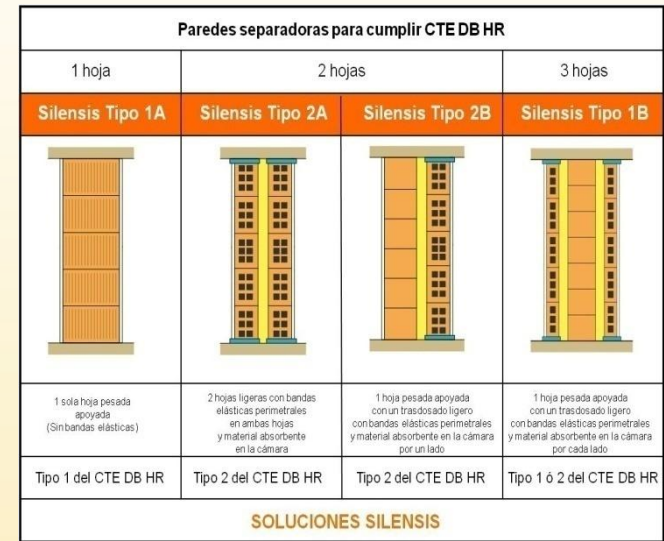 Paredes separadoras para cumplir CTE DB HR
1 hoja
2 hojas
3 hojas
Silensis Tipo 1A
Silensis Tipo 2A
Silensis Tipo 2B
Silensis Tipo 1B
1 sola hoja pesada
apoyada
(Sin bandas elásticas)
2 hojas ligeras con bandas
elásticas perimetrales
en ambas hojas
y material absorbente
en la cámara
1 hoja pesada apoyada
con un trasdosado ligero
con bandas elásticas perimetrales
y material absorbente en la cámara
por un lado
1 hoja pesada apoyada
con un trasdosado ligero
con bandas elásticas perimetrales
y material absorbente en la cámara
por cada lado
Tipo 1 del CTE DB HR
Tipo 2 del CTE DB HR
Tipo 2 del CTE DB HR
Tipo 1 ó 2 del CTE DB HR
SOLUCIONES SILENSIS